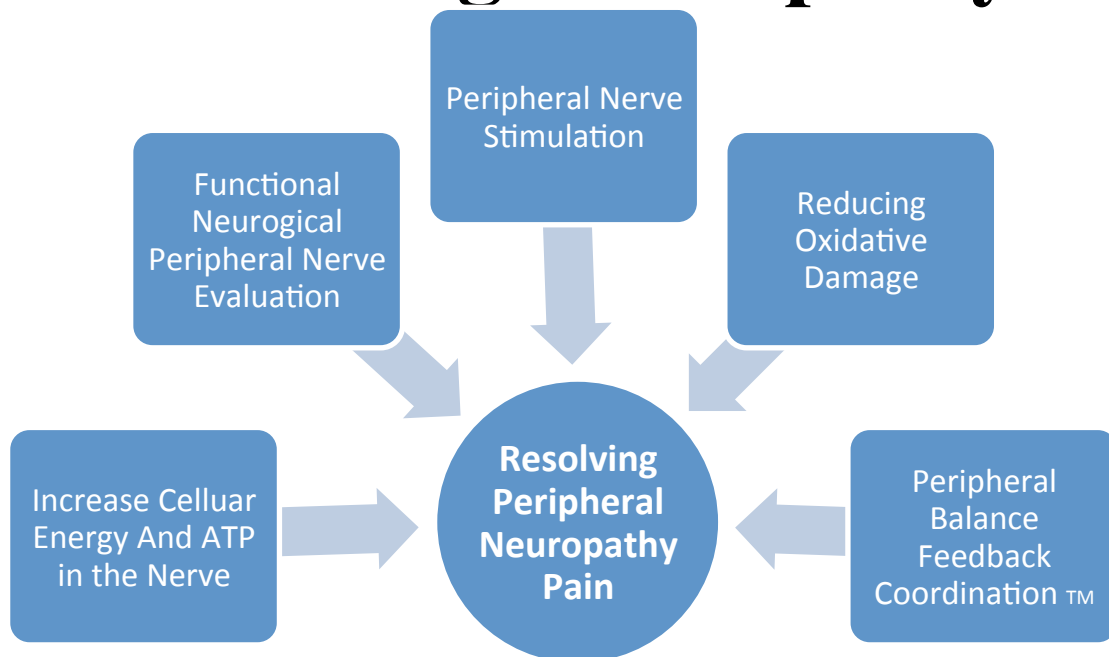 Peripheral Nerve
Stimulation
Functional
Neurogical
Peripheral Nerve
Evaluation
Reducing
Oxidative
Damage
Increase Celluar
Energy And ATP
in the Nerve
Resolving
Peripheral
Neuropathy
Pain
Peripheral
Balance
Feedback
Coordination TM